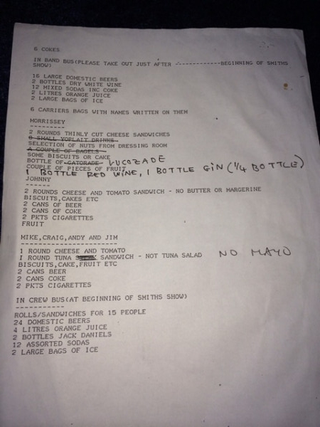 6 COKES
IN BAND BUS(PLEASE TAKE OUT JUST AFTER ------------BEGINNING OF SMITHS
SHOW)
16 LARGE DOMESTIC BEERS
2 BOTTLES DRY WHITE WINE
12 MIXED SODAS INC COKE
2 LITRES ORANGE JUICE
2 LARGE BAGS OF ICE
6 CARRIERS BAGS WITH NAMES WRITTEN ON THEM
MORRISSEY
---------
2 ROUNDS THINLY CUT CHEESE SANDWICHES
8 SMALL YOPLAIT DRINKS
SELECTION OF NUTS FROM DRESSING ROOM
A COUPLE OF BAGELS
SOME BISCUITS OR CAKE
BOTTLE OF GATORADE LUCOZADE
COUPLE OF PIECES OF FRUIT
1 BOTTLE RED WINE, 1 BOTTLE GIN (1/4 BOTTLE)
JOHNNY
------
2 ROUNDS CHEESE AND TOMATO SANDWICH - NO BUTTER OR MARGERINE
BISCUITS,CAKES ETC
2 CANS OF BEER
2 CANS OF COKE
2 PKTS CIGARETTES
FRUIT
MIKE,CRAIG,ANDY AND JIM
-----------------------
1 ROUND CHEESE AND TOMATO
1 ROUND TUNA SANDWICH - NOT TUNA SALAD NO MAYO
BISCUITS,CAKE,FRUIT ETC
2 CANS BEER
2 CANS COKE
2 PKTS CIGARETTES
IN CREW BUS(AT BEGINNING OF SMITHS SHOW)
-----------
ROLLS/SANDWICHES FOR 15 PEOPLE
24 DOMESTIC BEERS
4 LITRES ORANGE JUICE
2 BOTTLES JACK DANIELS
12 ASSORTED SODAS
2 LARGE BAGS OF ICE